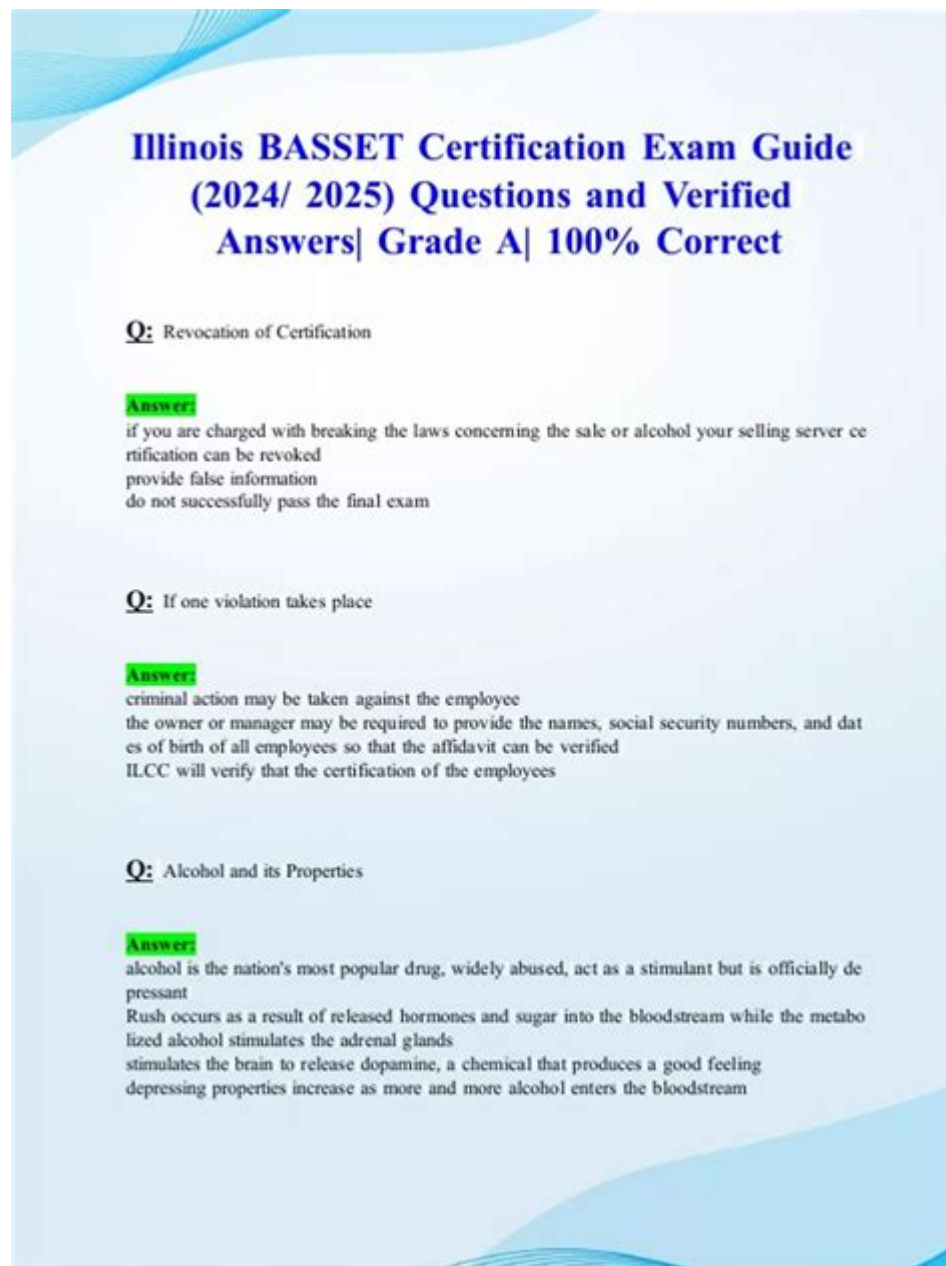 Illinois BASSET Certification Exam Guide
(2024/ 2025) Questions and Verified
Answers| Grade A| 100% Correct
Q: Revocation of Certification
Answer:
if you are charged with breaking the laws concerning the sale or alcohol your selling server ce
rtification can be revoked
provide false information
do not successfully pass the final exam
Q: If one violation takes place
Answer:
criminal action may be taken against the employee
the owner or manager may be required to provide the names, social security numbers, and dat
es of birth of all employees so that the affidavit can be verified
ILCC will verify that the certification of the employees
Q: Alcohol and its Properties
Answer:
alcohol is the nation's most popular drug, widely abused, act as a stimulant but is officially de
pressant
Rush occurs as a result of released hormones and sugar into the bloodstream while the metabo
lized alcohol stimulates the adrenal glands
stimulates the brain to release dopamine, a chemical that produces a good feeling
depressing properties increase as more and more alcohol enters the bloodstream